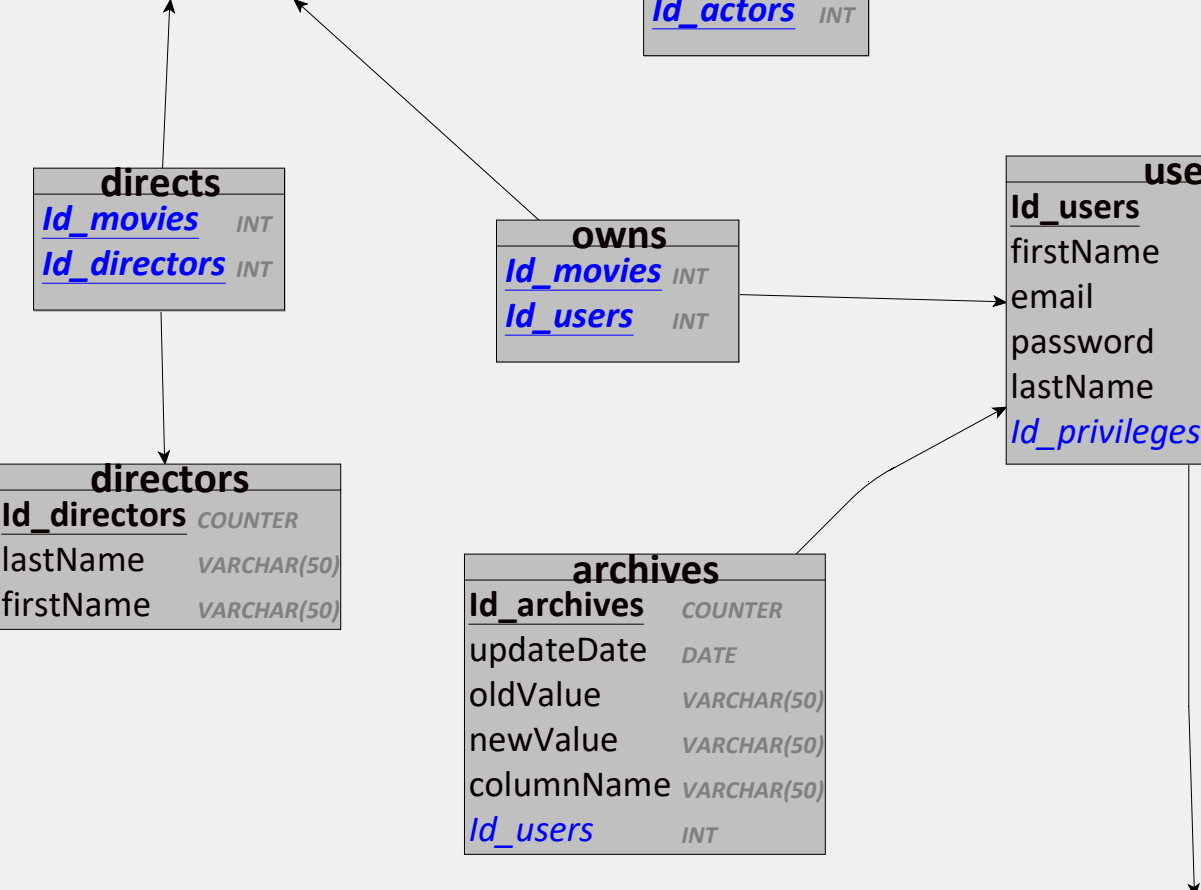 Id_actors INT
directs
Id_movies INT
Id_directors INT
owns
Id_movies INT
Id_users INT
use
Id_users
firstName
email
password
lastName
Id_privileges
directors
Id_directors COUNTER
lastName VARCHAR(50)
firstName VARCHAR(50)
archives
Id_archives COUNTER
updateDate DATE
oldValue VARCHAR(50)
newValue VARCHAR(50)
columnName VARCHAR(50)
Id_users INT